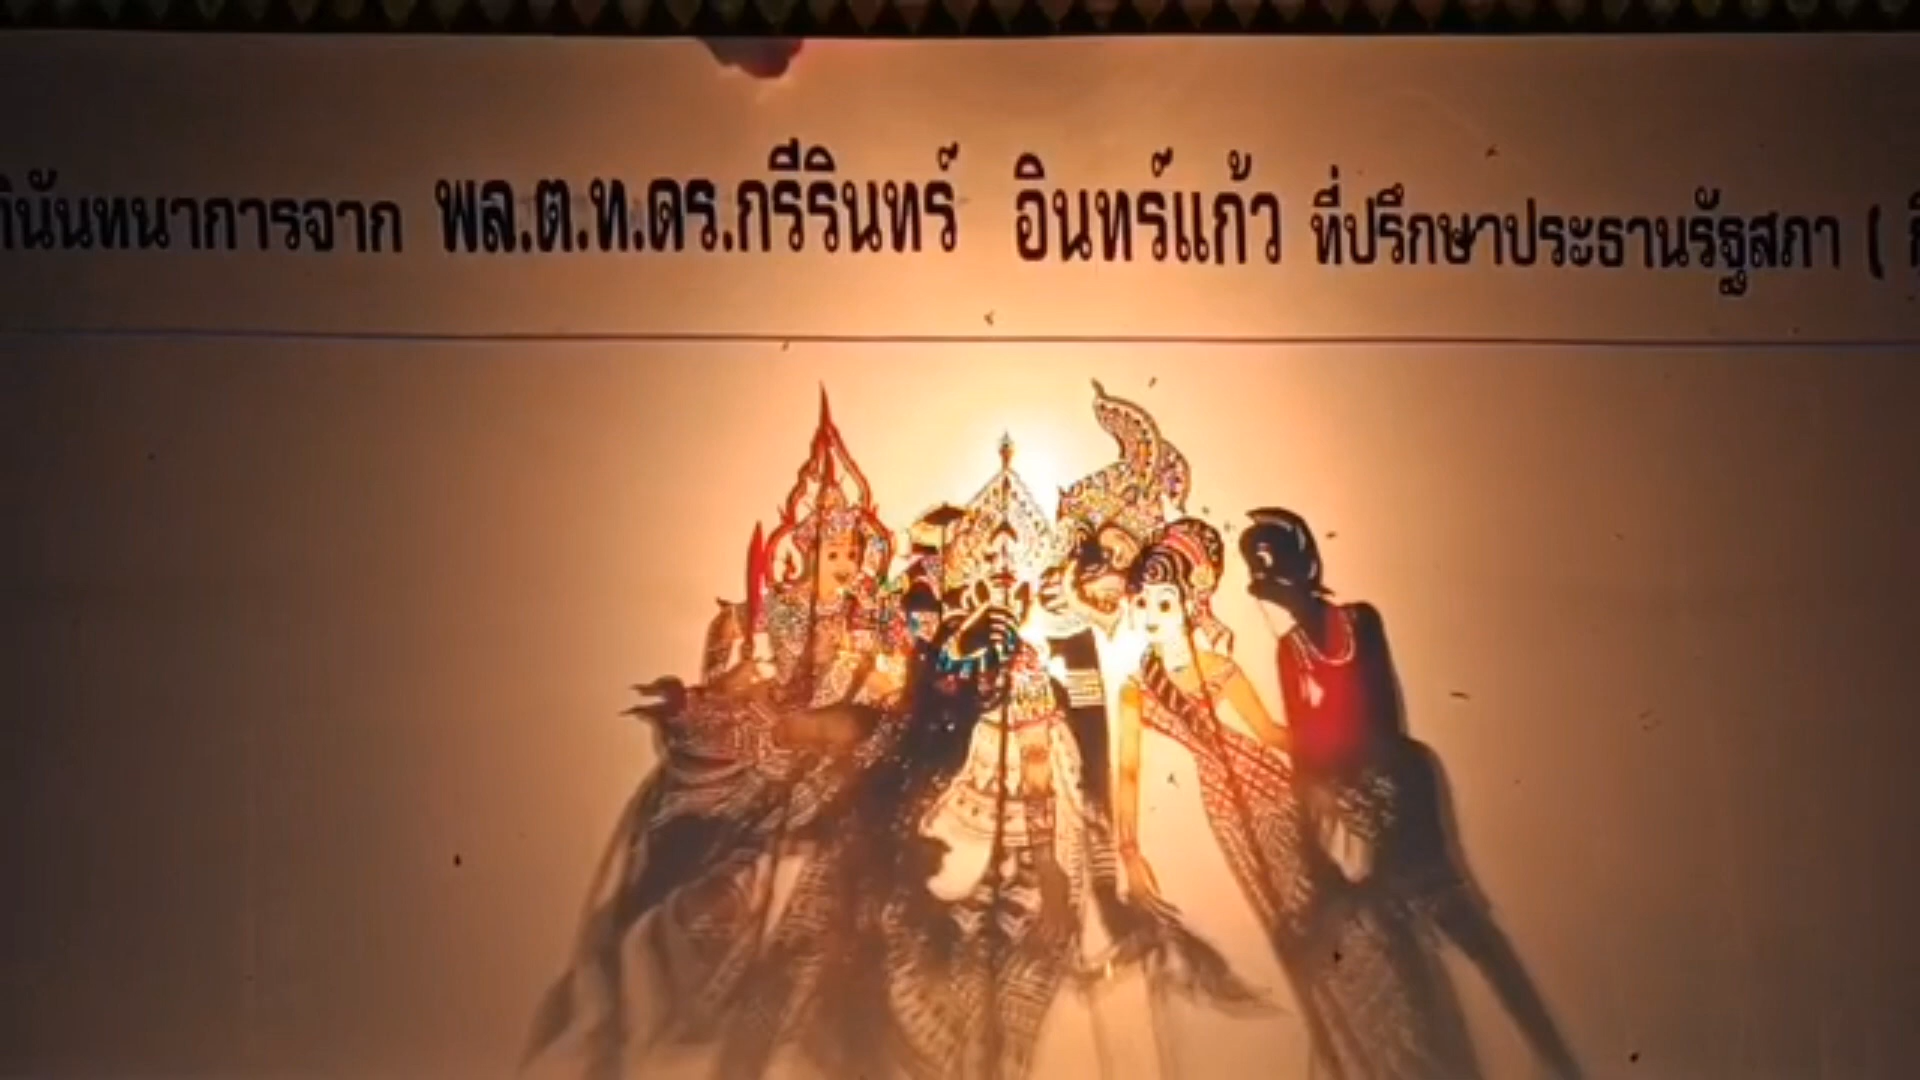 นันทนาการจาก พล.ต.ท.ดร.กรีรินทร์ อินทร์แก้ว ที่ปรึกษาประธานรัฐสภา (